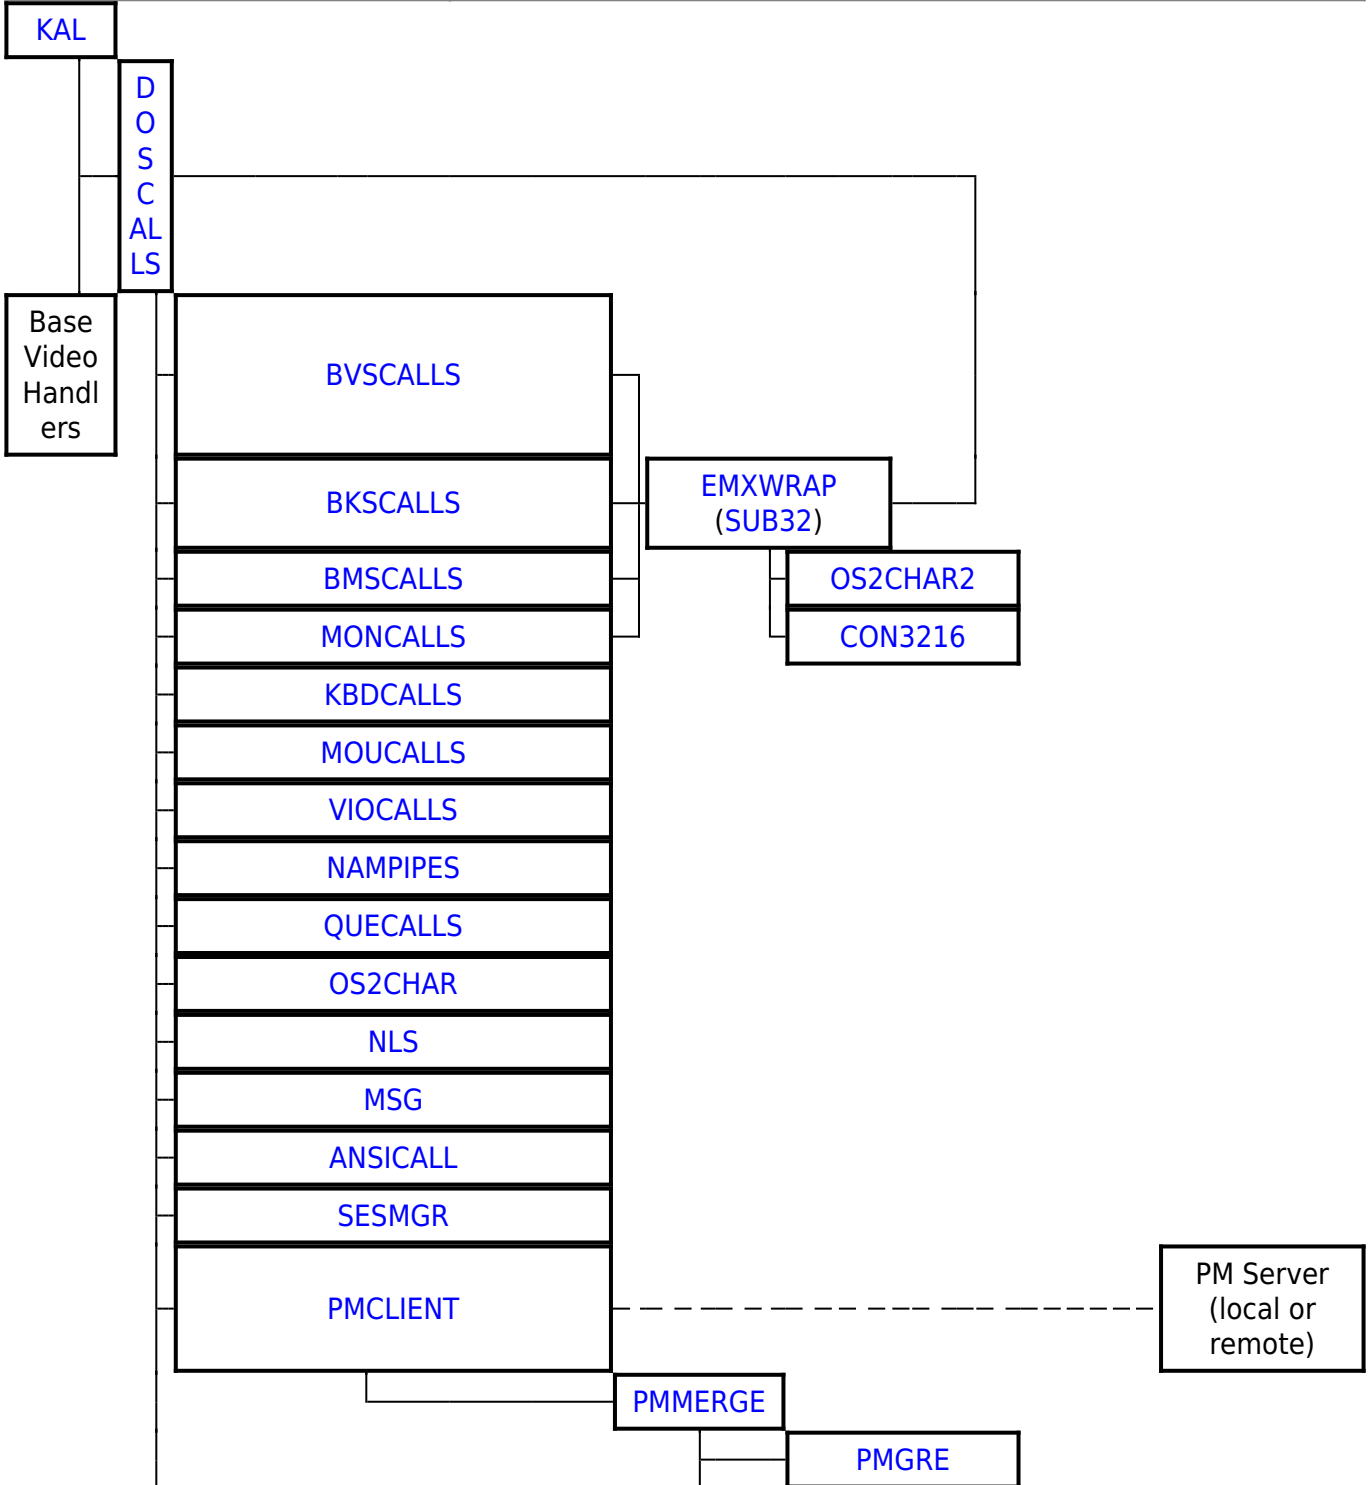 KAL
D
O
S
C
AL
LS
Base
Video
Handl
ers
BVSCALLS
BKSCALLS
EMXWRAP
(SUB32)
BMSCALLS
OS2CHAR2
MONCALLS
CON3216
KBDCALLS
MOUCALLS
VIOCALLS
NAMPIPES
QUECALLS
OS2CHAR
NLS
MSG
ANSICALL
SESMGR
PMCLIENT
PM Server
(local or
remote)
PMMERGE
PMGRE